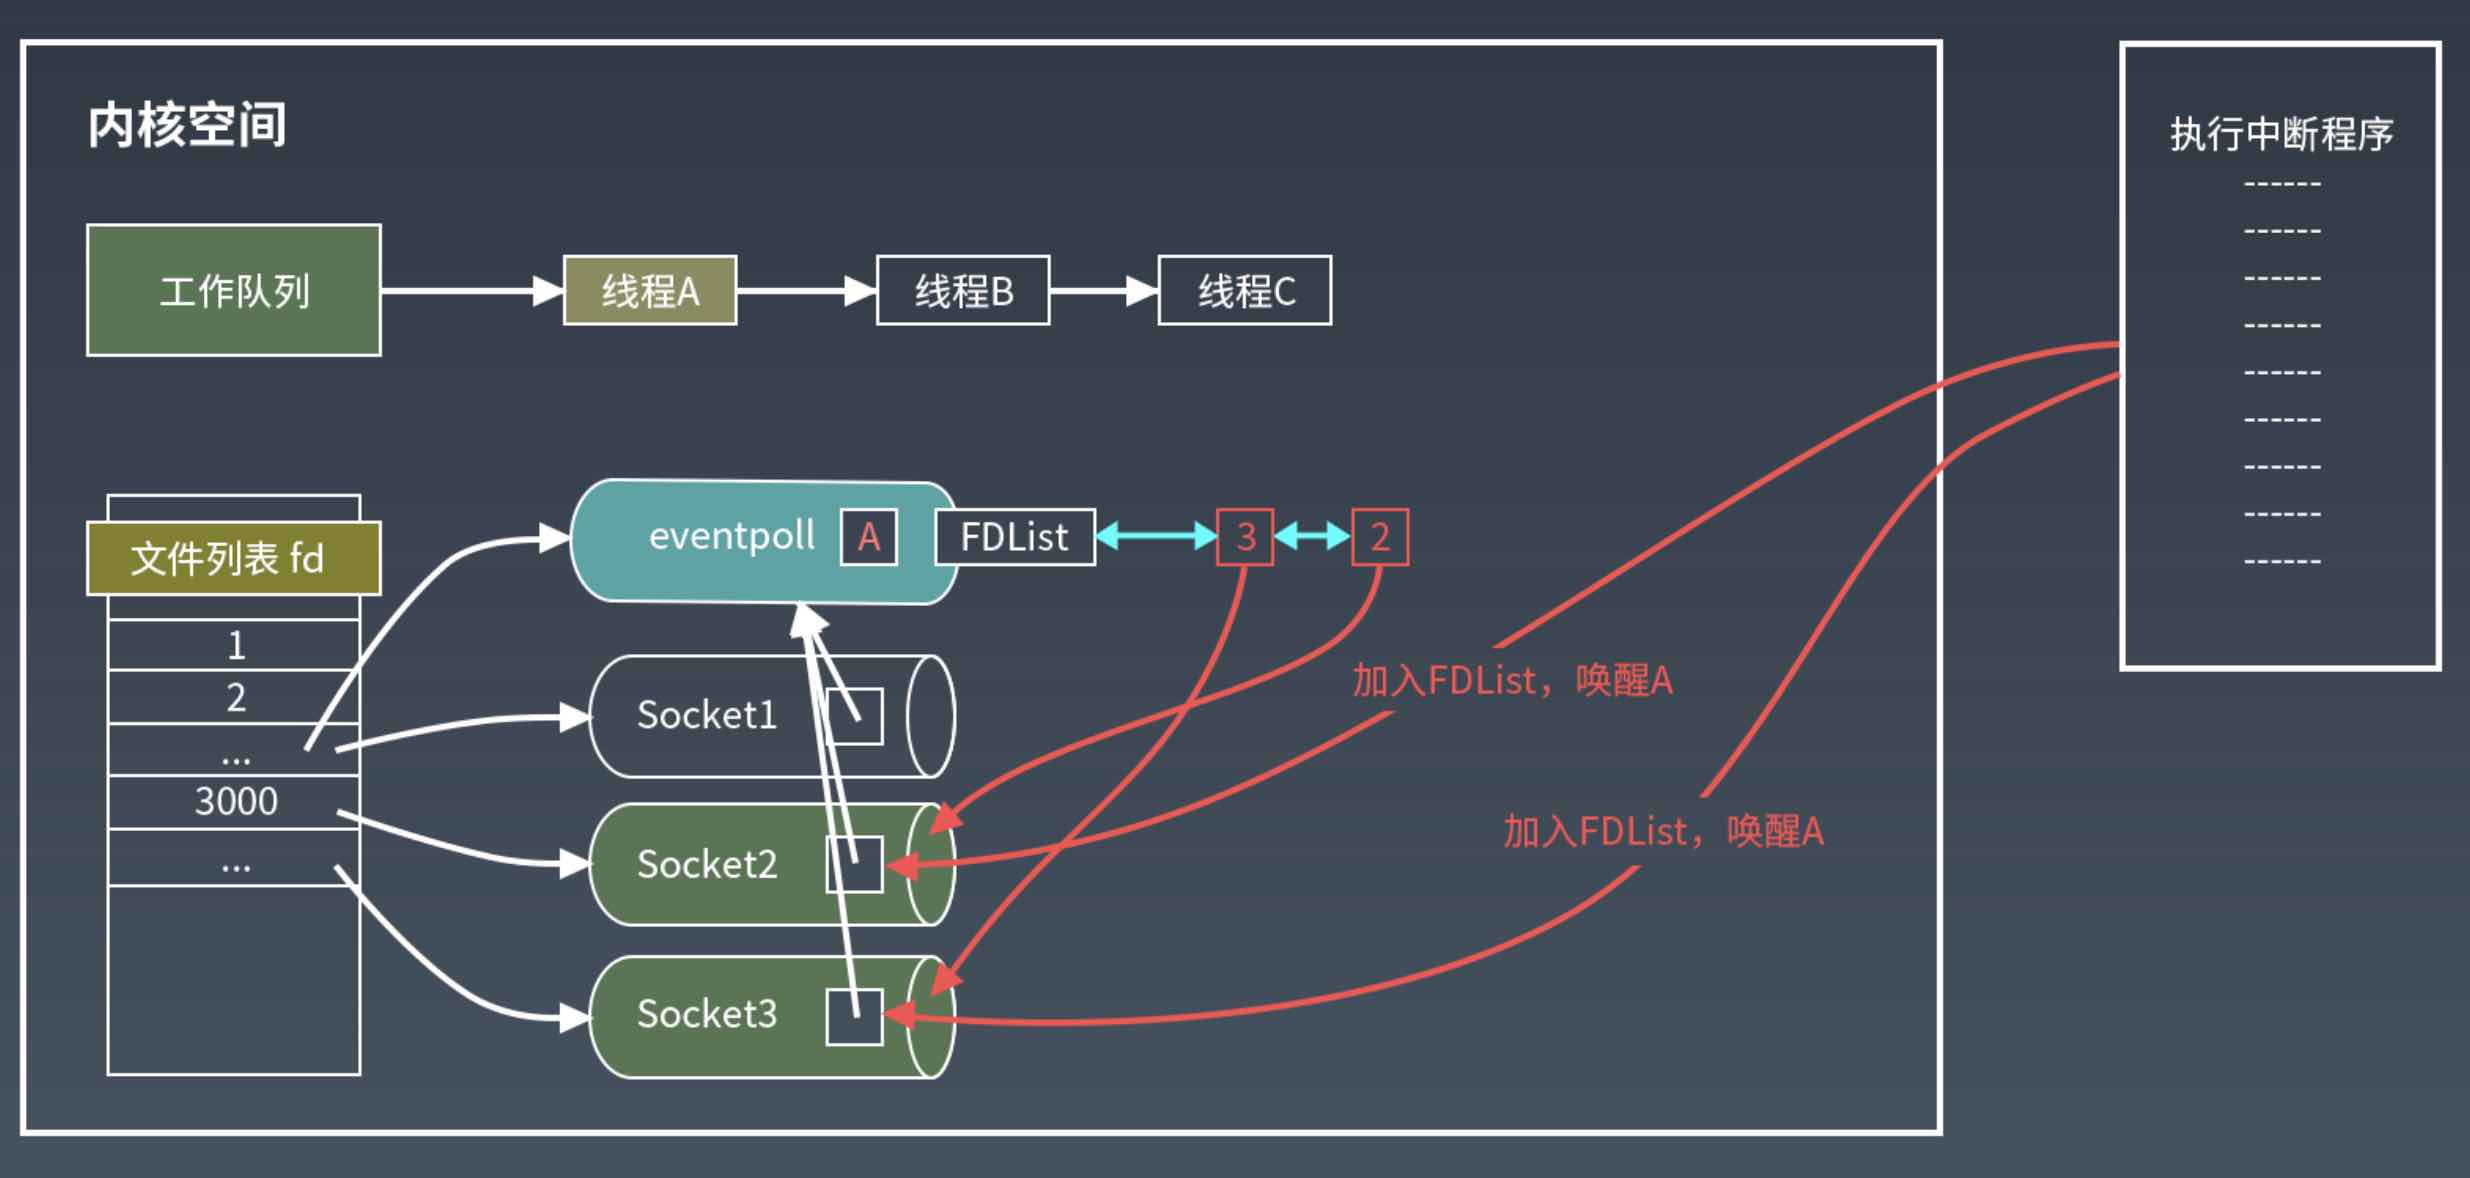 内核空间
执行中断程序
------
------
------
------
------
------
------
------
------
工作队列
线程A
线程B
线程C
文件列表 fd
1
2
...
3000
...
eventpoll
A
FDList
3
2
Socket1
Socket2
Socket3
加入FDList，唤醒A
加入FDList，唤醒A